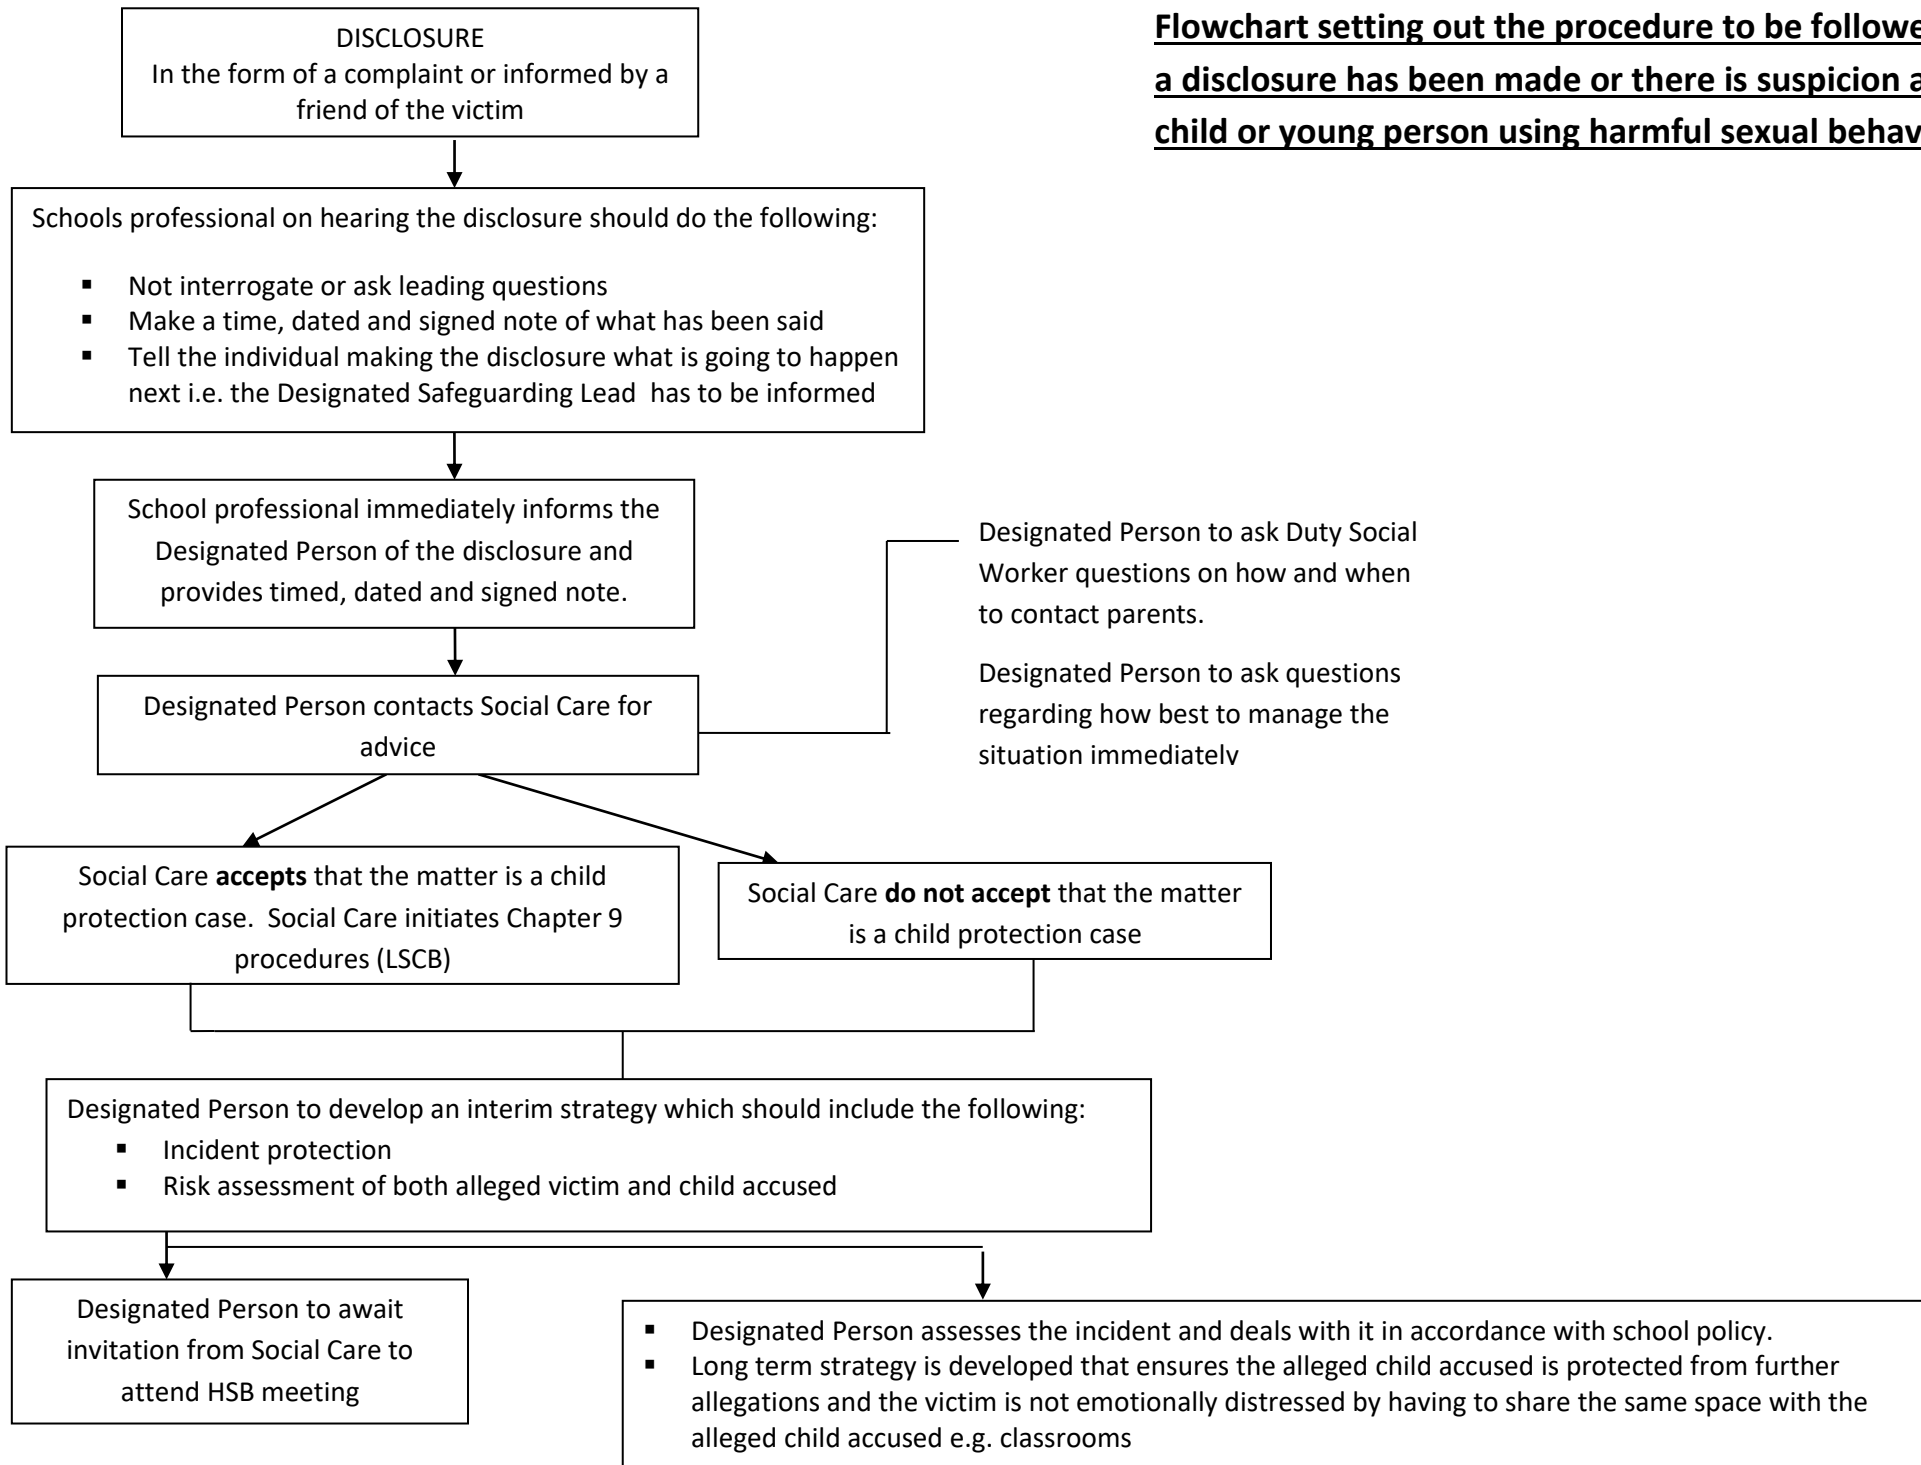 Flowchart setting out the procedure to be followe
a disclosure has been made or there is suspicion a
child or young person using harmful sexual behav
DISCLOSURE
In the form of a complaint or informed by a
friend of the victim
Schools professional on hearing the disclosure should do the following:
▪ Not interrogate or ask leading questions
▪ Make a time, dated and signed note of what has been said
▪ Tell the individual making the disclosure what is going to happen
next i.e. the Designated Safeguarding Lead has to be informed
School professional immediately informs the
Designated Person of the disclosure and
provides timed, dated and signed note.
Designated Person to ask Duty Social
Worker questions on how and when
to contact parents.
Designated Person to ask questions
regarding how best to manage the
situation immediately
Designated Person contacts Social Care for
advice
Social Care accepts that the matter is a child
protection case. Social Care initiates Chapter 9
procedures (LSCB)
Social Care do not accept that the matter
is a child protection case
Designated Person to develop an interim strategy which should include the following:
▪ Incident protection
▪ Risk assessment of both alleged victim and child accused
Designated Person to await
invitation from Social Care to
attend HSB meeting
▪ Designated Person assesses the incident and deals with it in accordance with school policy.
▪ Long term strategy is developed that ensures the alleged child accused is protected from further
allegations and the victim is not emotionally distressed by having to share the same space with the
alleged child accused e.g. classrooms